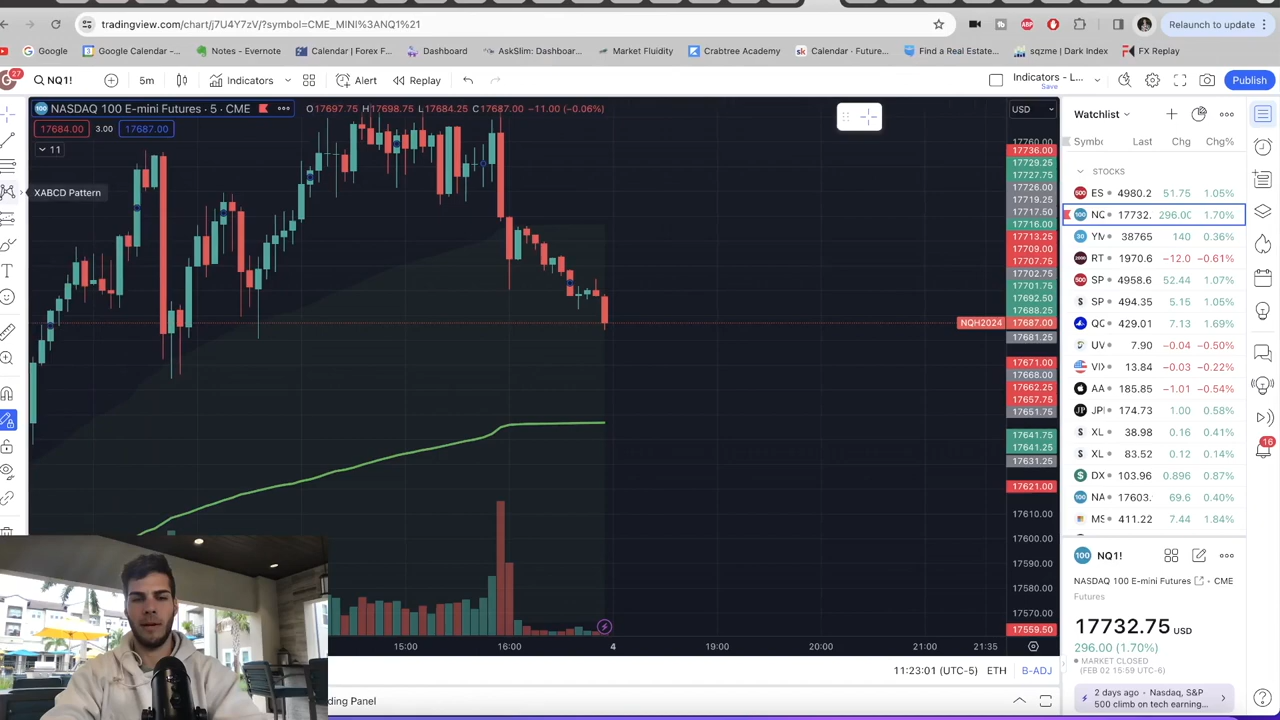 tradingview.com/chart/j7U4Y7zV/?symbol=CME_MINI%3ANQ1%21
Relaunch to update
Google
Google Calendar -...
Notes - Evernote
Calendar | Forex F...
Dashboard
AskSlim: Dashboar...
Market Fluidity
Crabtree Academy
Calendar · Future...
Find a Real Estate...
sqzme | Dark Index
FX Replay
27
NQ1!
5m
Indicators
Alert
Replay
Indicators - L...
Save
Publish
NASDAQ 100 E-mini Futures · 5 · CME
O17697.75 H17698.75 L17684.25 C17687.00 −11.00 (−0.06%)
USD
17684.00 3.00 17687.00
11
XABCD Pattern
17760.00
17736.00
17729.25
17727.75
17726.00
17719.25
17717.50
17716.00
17713.25
17709.00
17707.75
17702.75
17701.75
17692.50
17688.25
NQH2024 17687.00
17681.25
17671.00
17668.00
17662.25
17657.75
17651.75
17641.75
17641.25
17631.25
17621.00
17610.00
17600.00
17590.00
17580.00
17570.00
17559.50
15:00 16:00 4 19:00 20:00 21:00 21:35
11:23:01 (UTC-5) ETH B-ADJ
ding Panel
Watchlist
Symbc Last Chg Chg%
STOCKS
ES 4980.2 51.75 1.05%
NC 17732. 296.00 1.70%
YM 38765 140 0.36%
RT 1970.6 −12.0 −0.61%
SP 4958.6 52.44 1.07%
SP 494.35 5.15 1.05%
QC 429.01 7.13 1.69%
UV 7.90 −0.04 −0.50%
VI 13.84 −0.03 −0.22%
AA 185.85 −1.01 −0.54%
JP 174.73 1.00 0.58%
XL 38.98 0.16 0.41%
XL 83.52 0.12 0.14%
DX 103.96 0.896 0.87%
NA 17603. 69.6 0.40%
MS 411.22 7.44 1.84%
16
NQ1!
NASDAQ 100 E-mini Futures · CME
Futures
17732.75 USD
296.00 (1.70%)
MARKET CLOSED
(FEB 02 15:59 UTC-6)
2 days ago · Nasdaq, S&P
500 climb on tech earning...